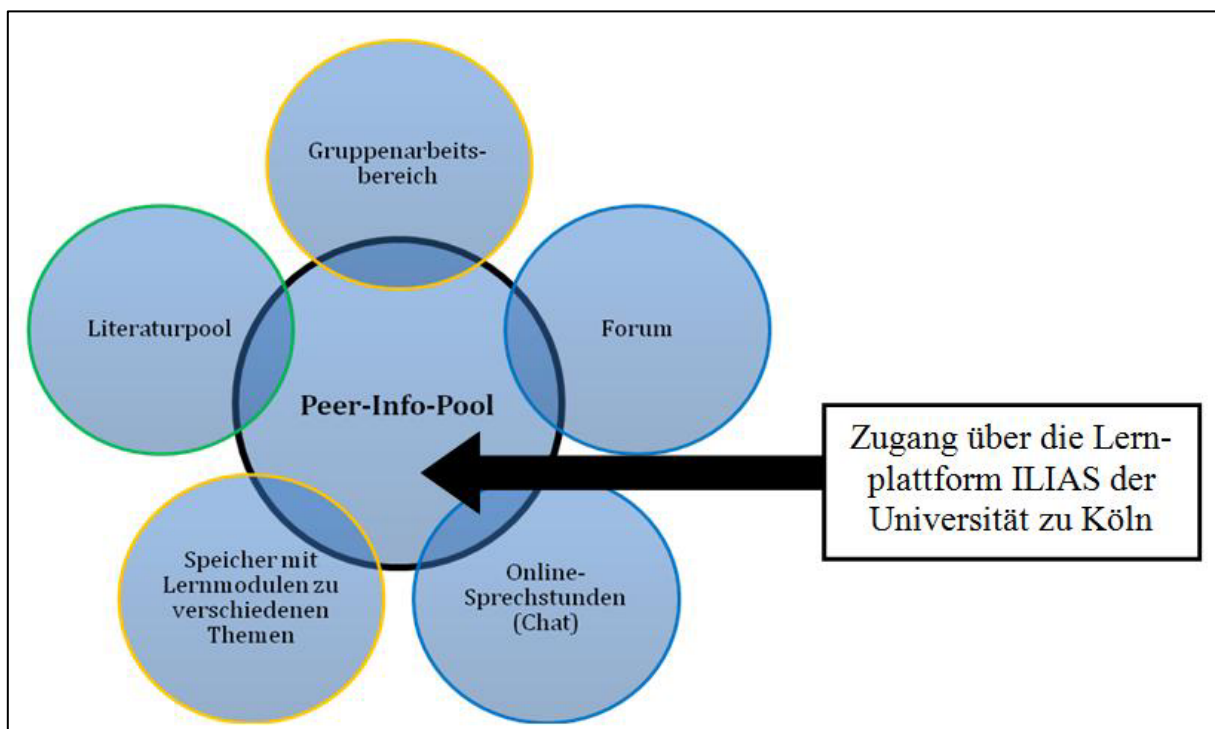 Gruppenarbeits-
bereich
Literaturpool
Forum
Peer-Info-Pool
Zugang über die Lern-
plattform ILIAS der
Universität zu Köln
Speicher mit
Lernmodulen zu
verschiedenen
Themen
Online-
Sprechstunden
(Chat)